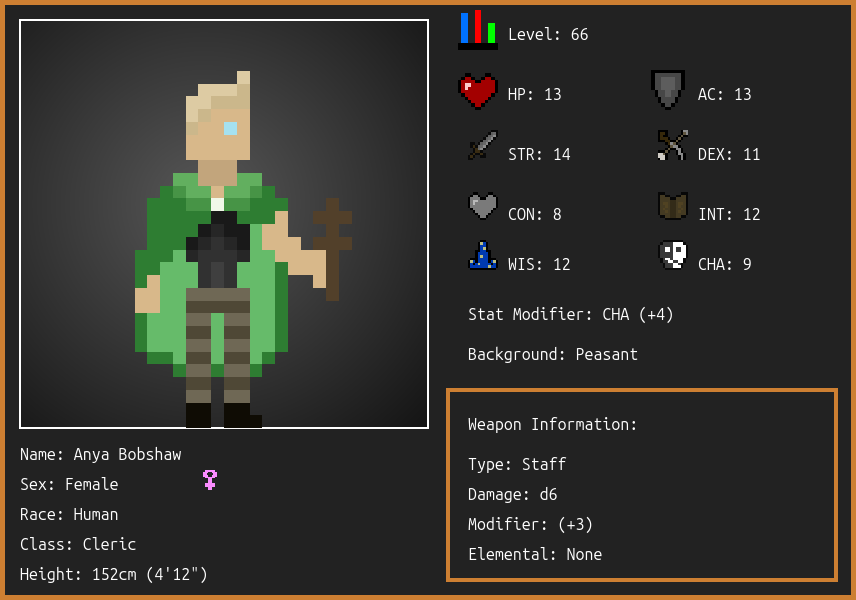 Level: 66
HP: 13
AC: 13
STR: 14
DEX: 11
CON: 8
INT: 12
WIS: 12
CHA: 9
Stat Modifier: CHA (+4)
Background: Peasant
Weapon Information:
Type: Staff
Damage: d6
Modifier: (+3)
Elemental: None
Name: Anya Bobshaw
Sex: Female
Race: Human
Class: Cleric
Height: 152cm (4'12")